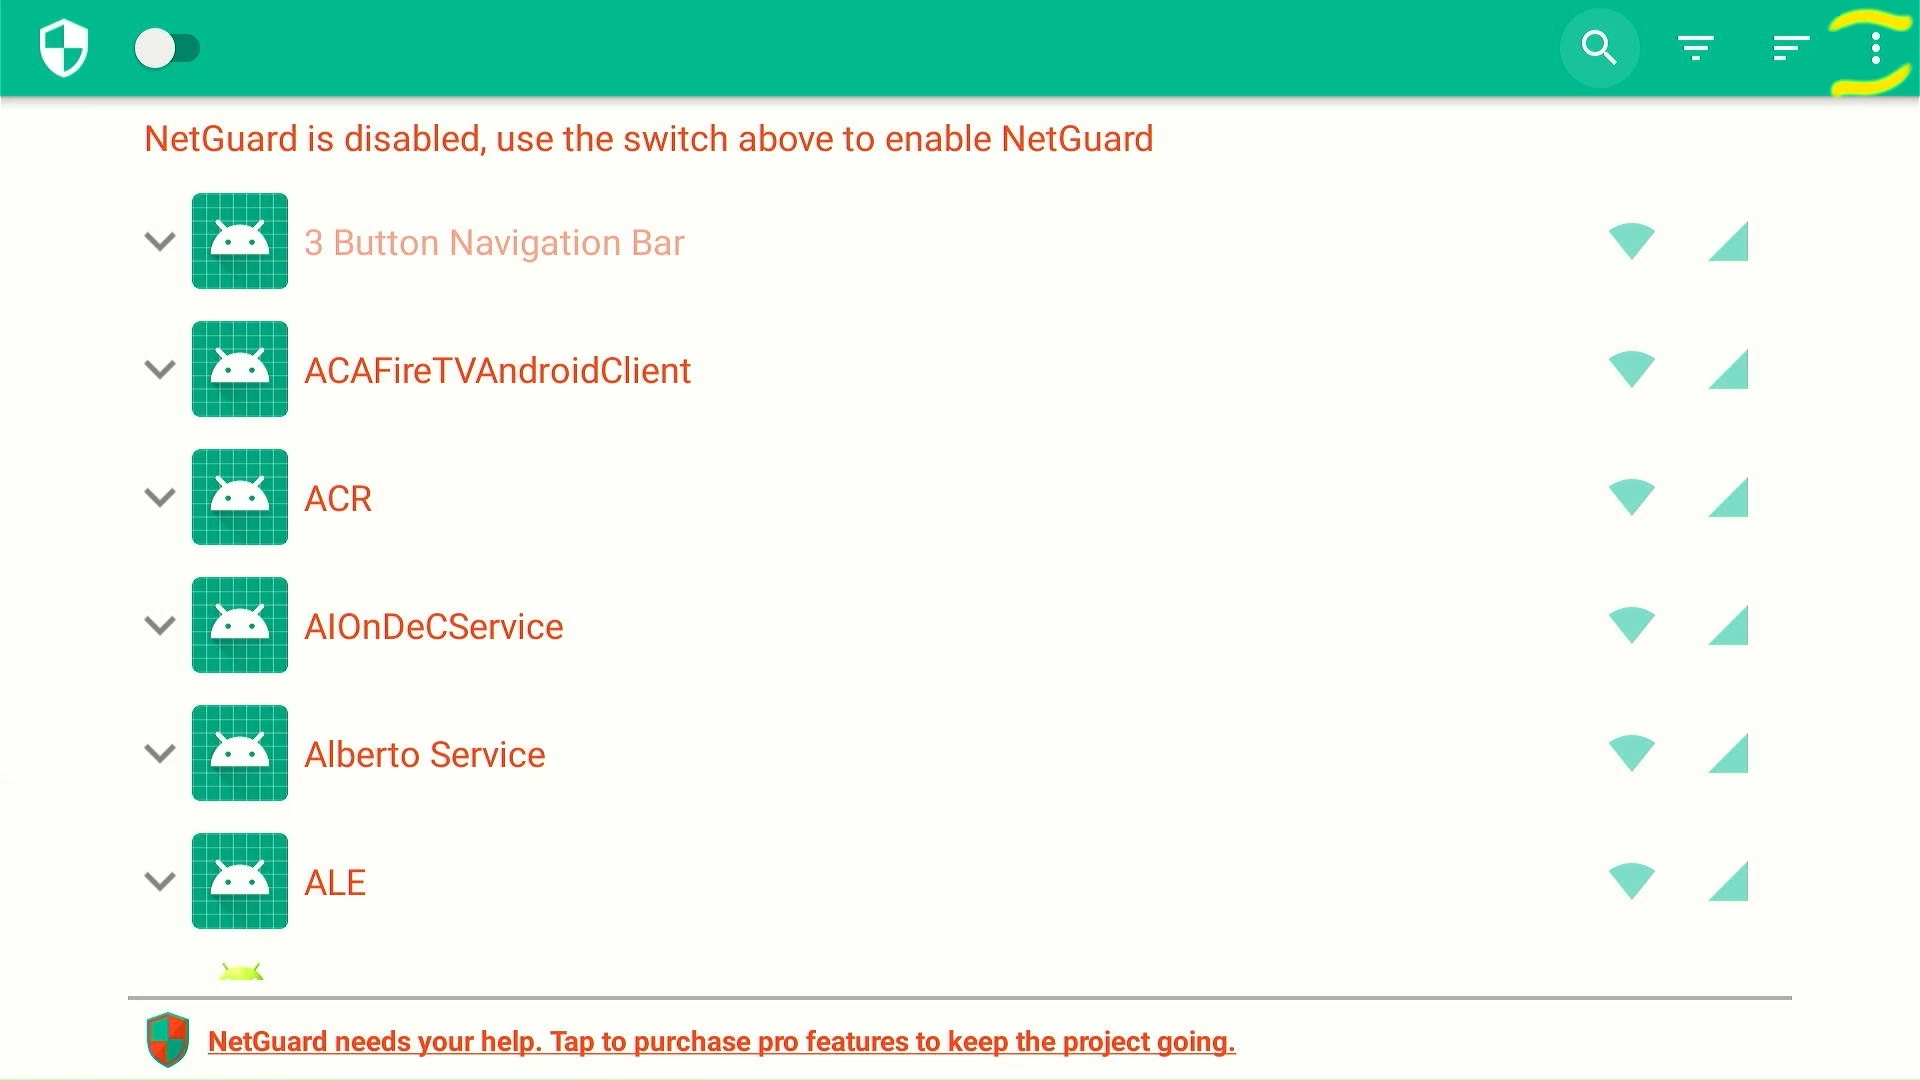 NetGuard is disabled, use the switch above to enable NetGuard
3 Button Navigation Bar
ACAFireTVAndroidClient
ACR
AIOnDeCService
Alberto Service
ALE
NetGuard needs your help. Tap to purchase pro features to keep the project going.